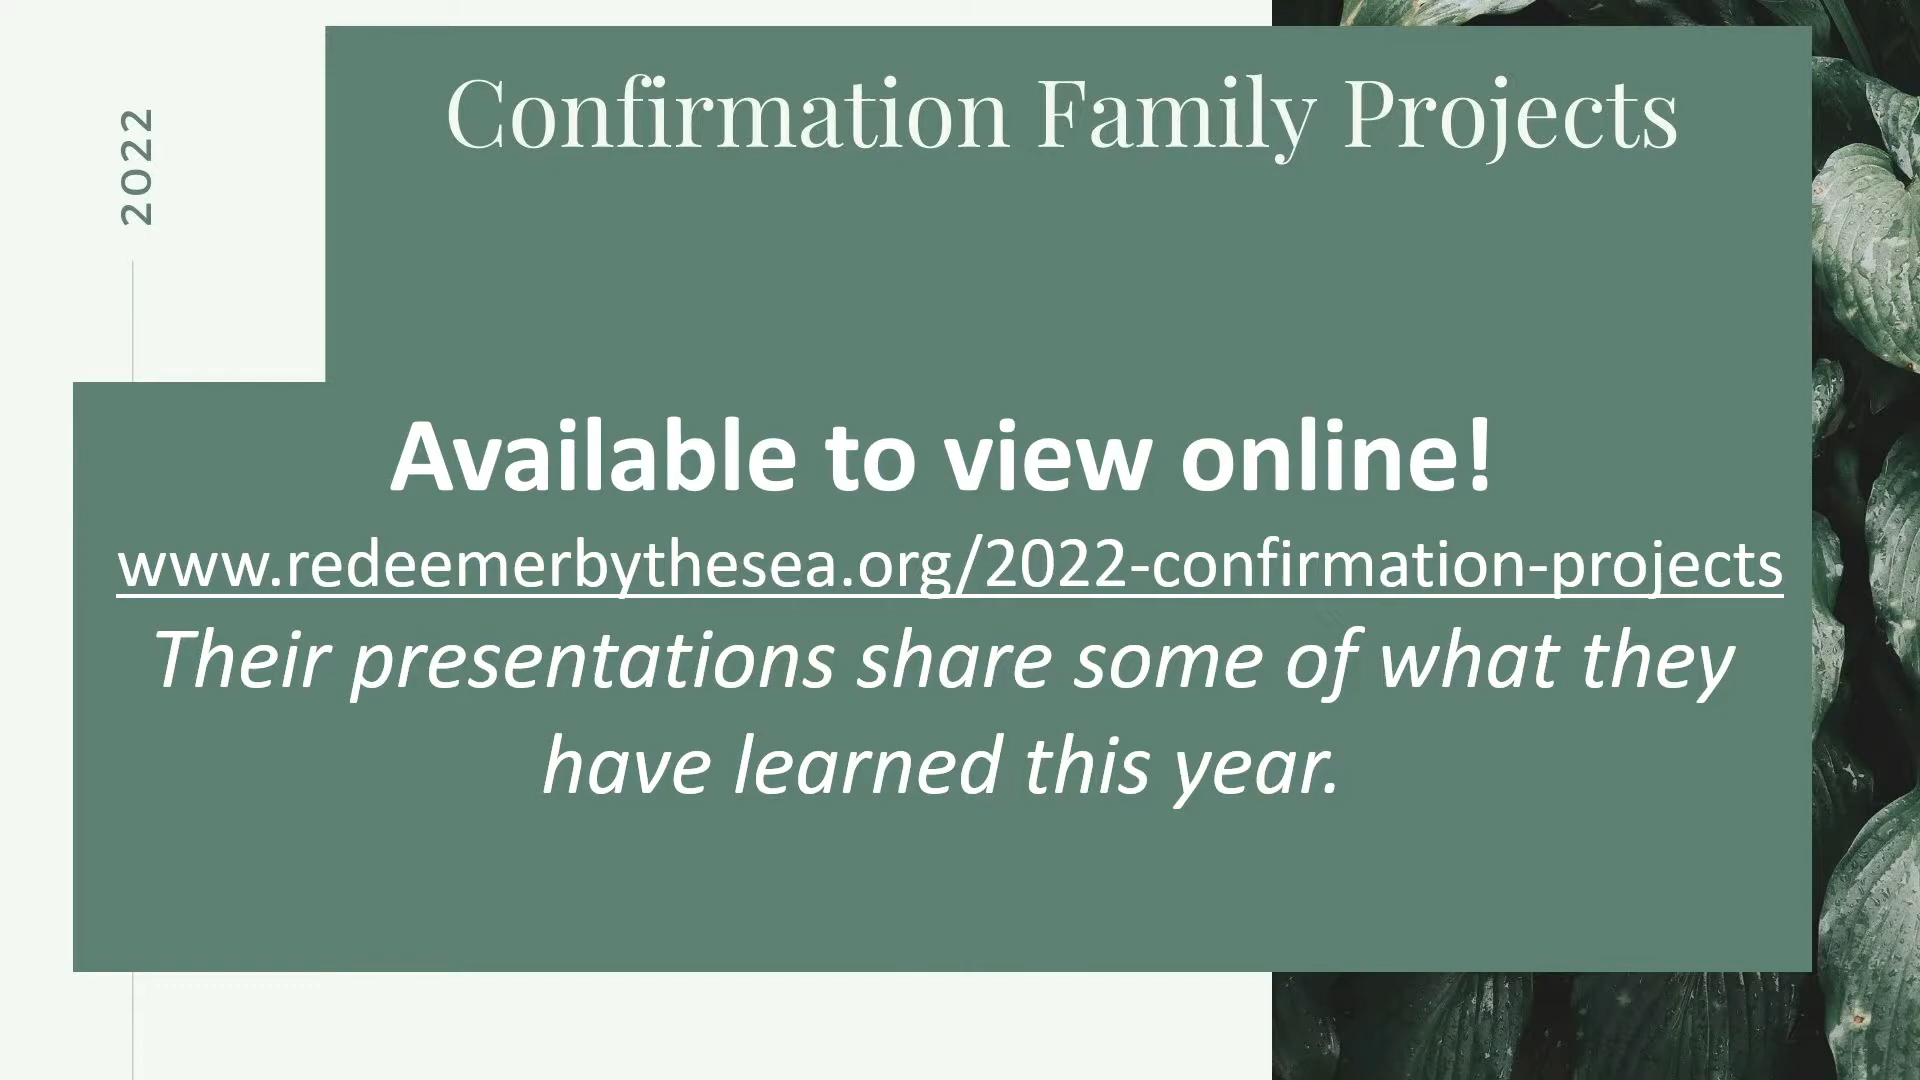 2022
Confirmation Family Projects
Available to view online!
www.redeemerbythesea.org/2022-confirmation-projects
Their presentations share some of what they
have learned this year.